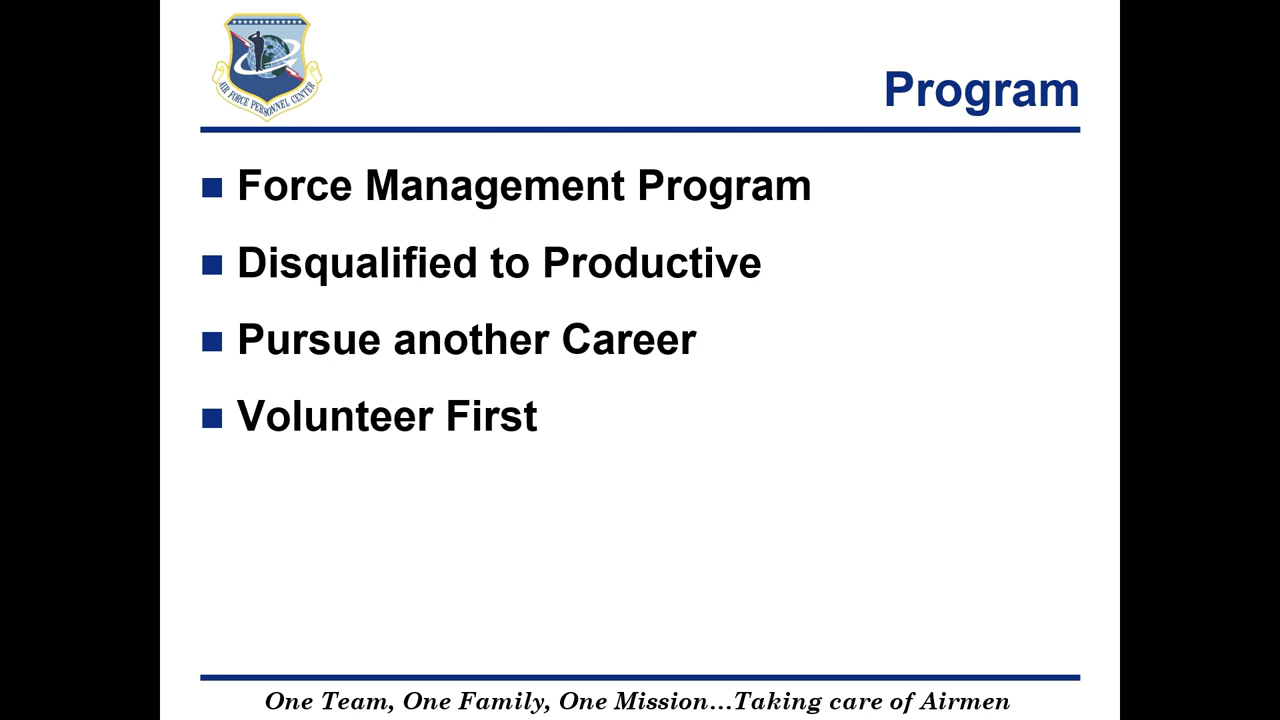 AIR FORCE PERSONNEL CENTER
Program
Force Management Program
Disqualified to Productive
Pursue another Career
Volunteer First
One Team, One Family, One Mission...Taking care of Airmen